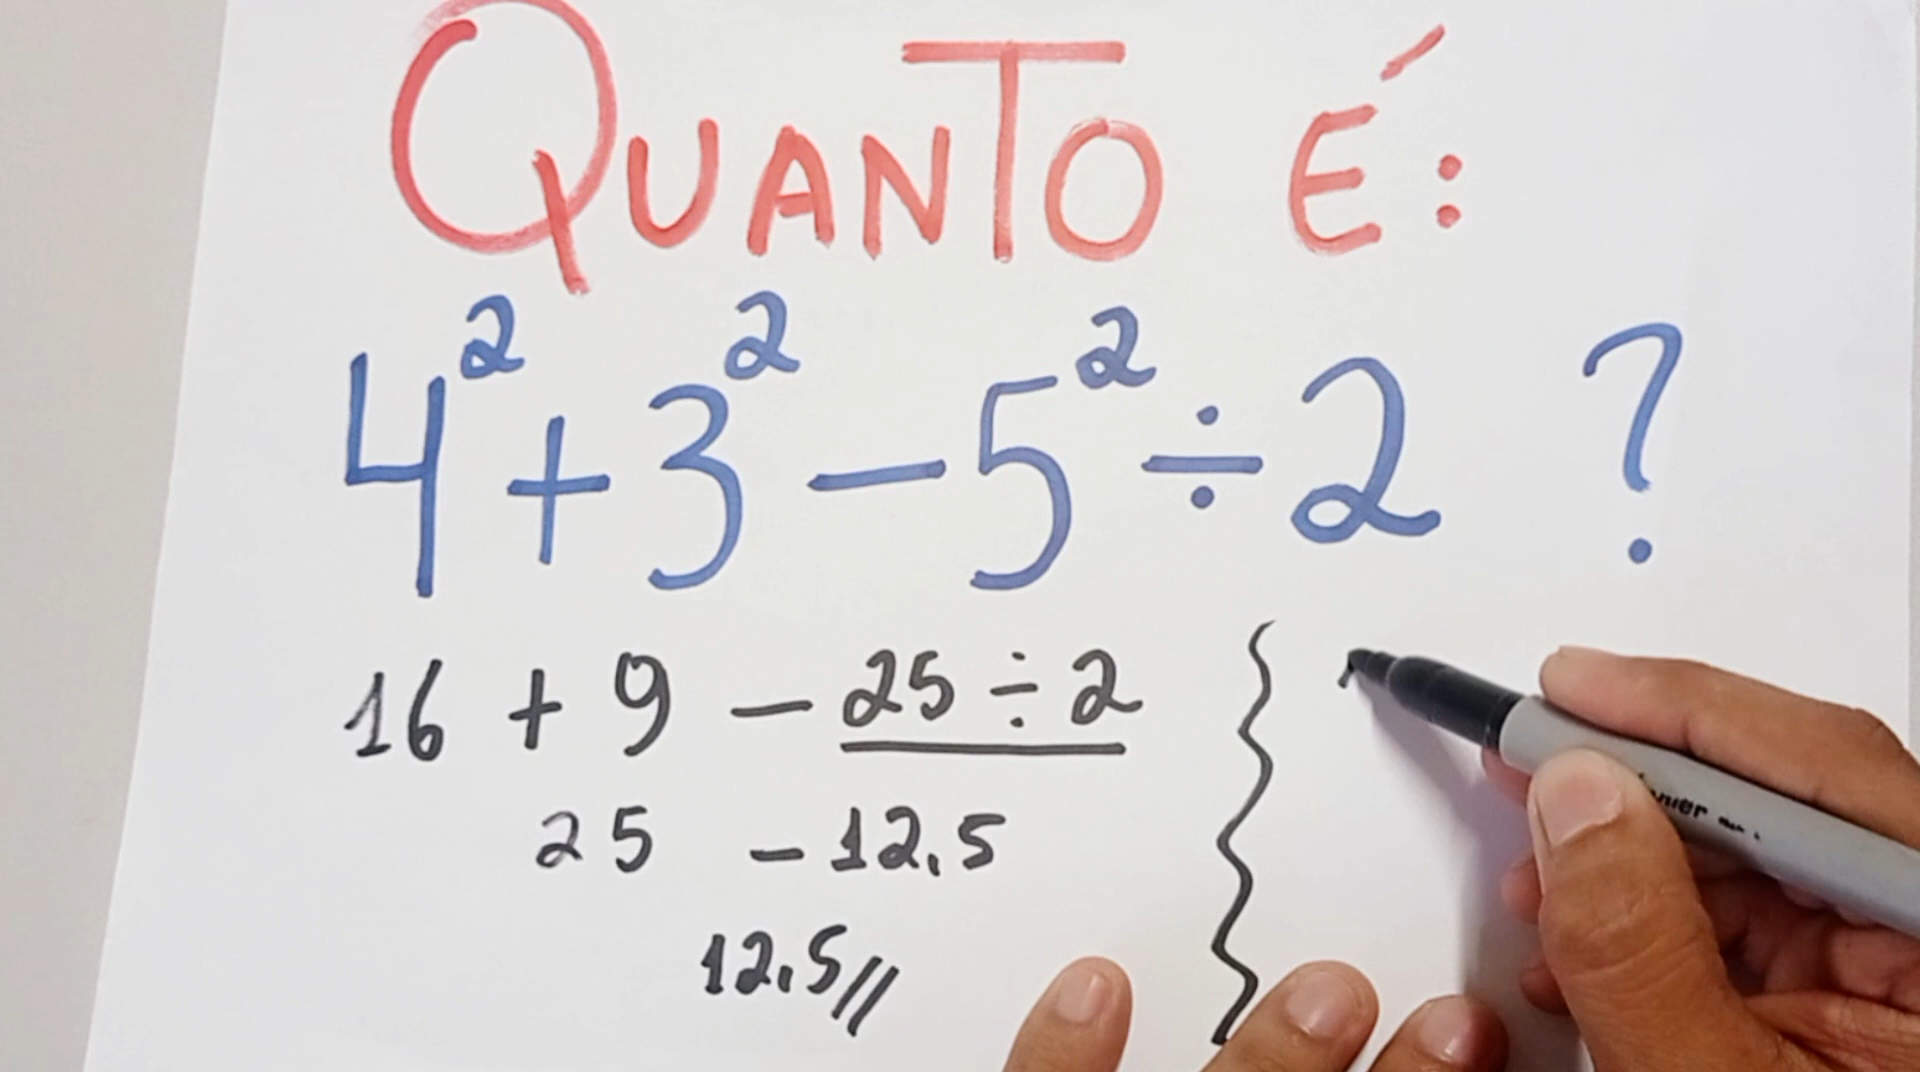 QUANTO É:
4² + 3² - 5² ÷ 2 ?
16 + 9 - 25 ÷ 2
25 - 12,5
12,5//